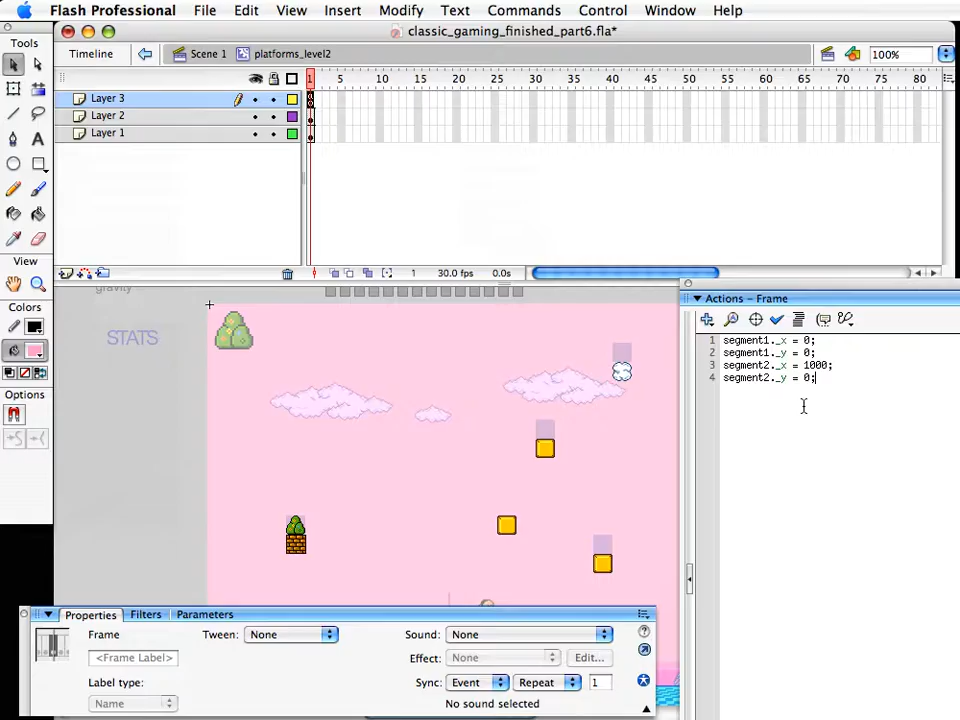 Flash Professional File Edit View Insert Modify Text Commands Control Window Help
Tools
classic_gaming_finished_part6.fla*
Timeline Scene 1 platforms_level2 100%
1 5 10 15 20 25 30 35 40 45 50 55 60 65 70 75 80
Layer 3
Layer 2
Layer 1
1 30.0 fps 0.0s
View
Colors
Options
gravity
STATS
Actions - Frame
1 segment1._x = 0;
2 segment1._y = 0;
3 segment2._x = 1000;
4 segment2._y = 0;
Properties Filters Parameters
Frame Tween: None Sound: None
<Frame Label> Effect: None Edit...
Label type: Sync: Event Repeat 1
Name No sound selected